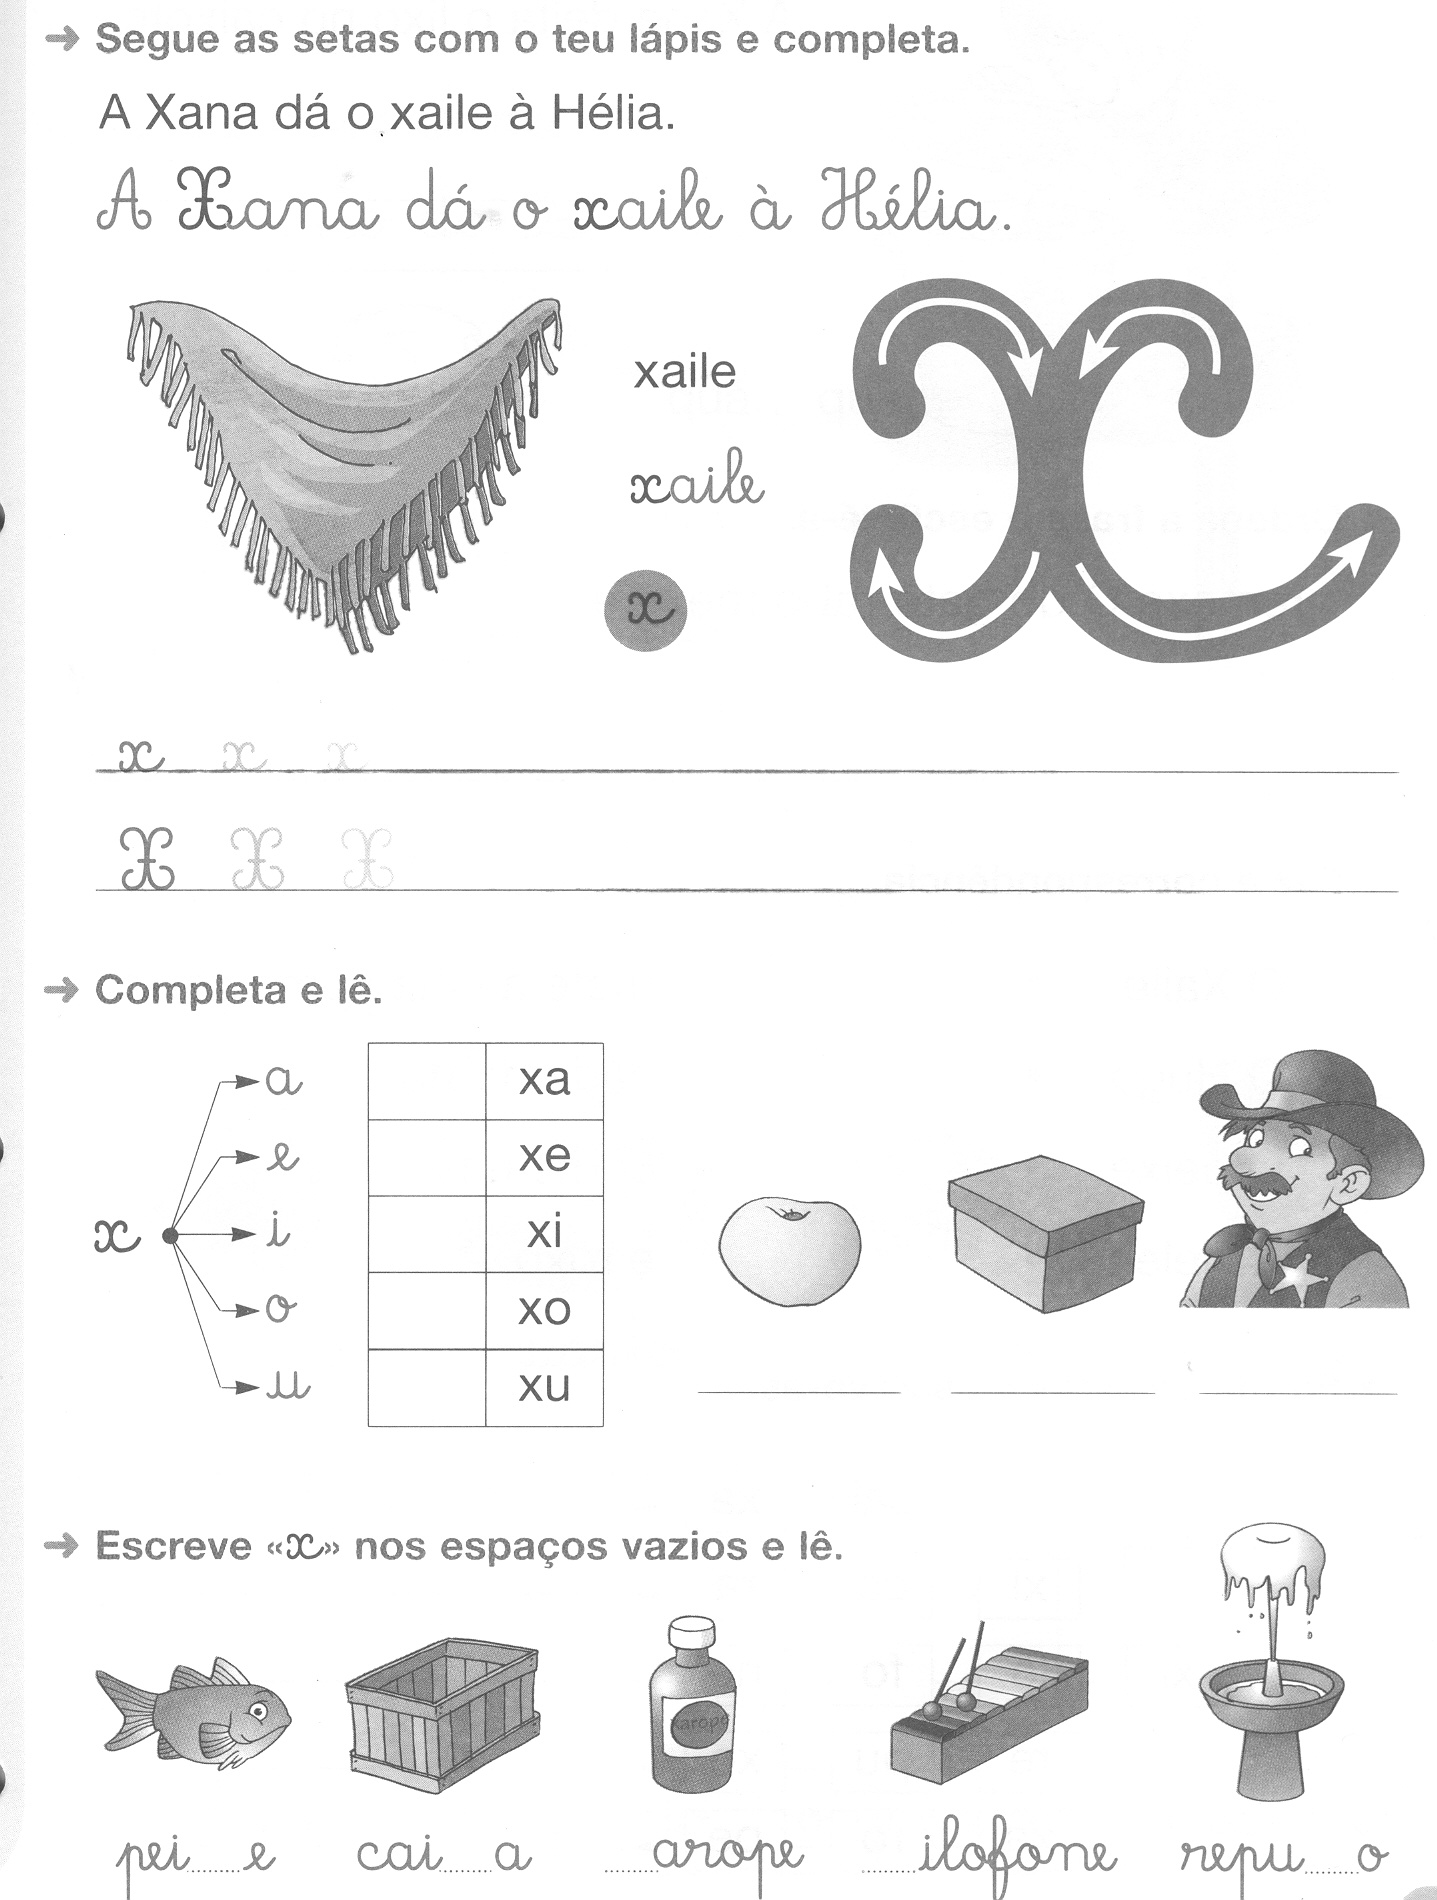 Segue as setas com o teu lápis e completa.
A Xana dá o xaile à Hélia.
A Xana dá o xaile à Hélia.
xaile
xaile
x
x x x
X X X
Completa e lê.
a xa
e xe
x i xi
o xo
u xu
Escreve «x» nos espaços vazios e lê.
xarope
pei......e cai......a ......arope ......ilofone repu......o